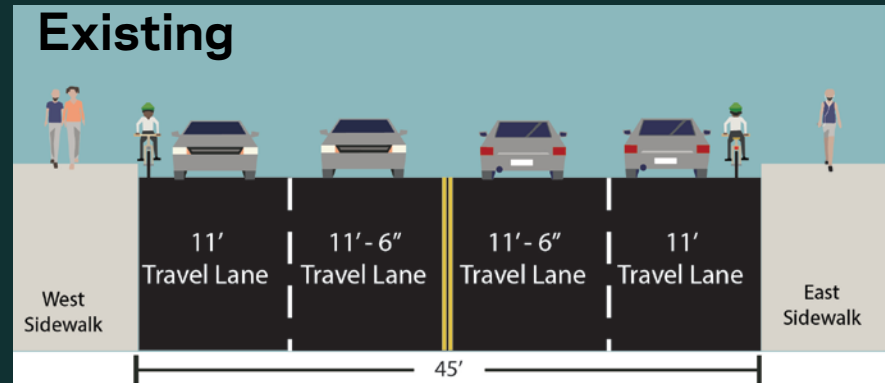 Existing
11'
Travel Lane
11'-6"
Travel Lane
11'-6"
Travel Lane
11'
Travel Lane
West
Sidewalk
East
Sidewalk
45'